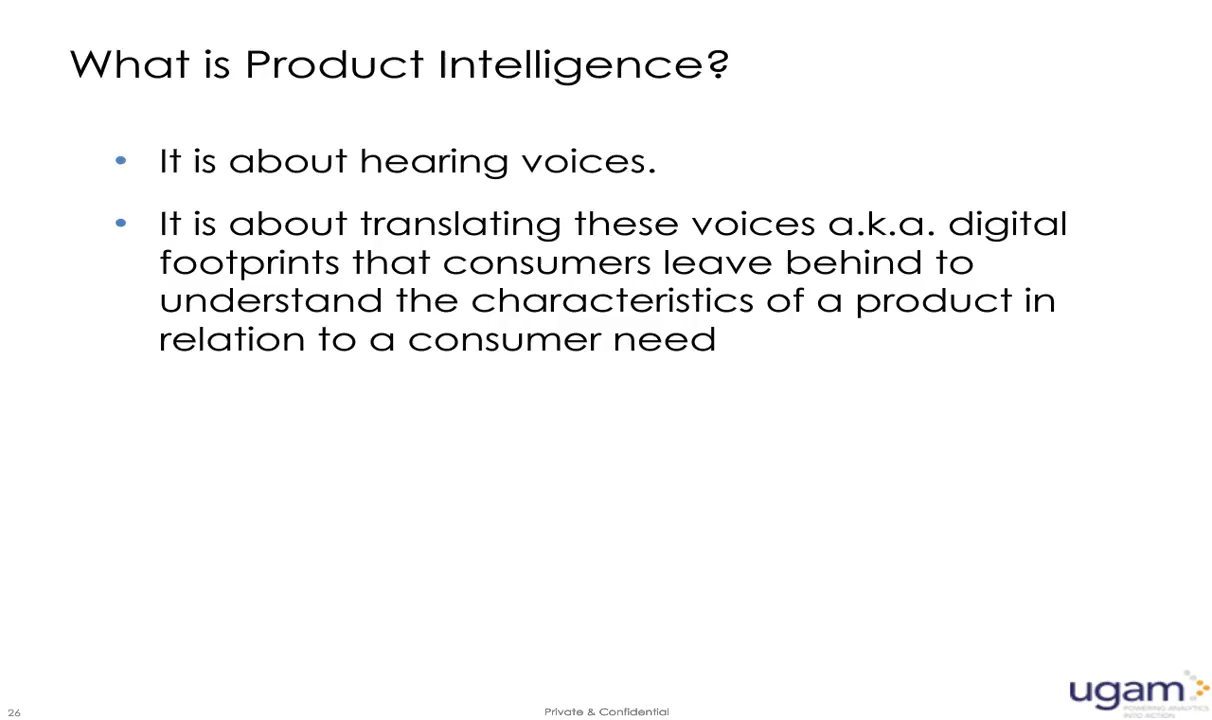 What is Product Intelligence?
• It is about hearing voices.
• It is about translating these voices a.k.a. digital
footprints that consumers leave behind to
understand the characteristics of a product in
relation to a consumer need
26
Private & Confidential
ugam
POWERING ANALYTICS
INTO ACTION